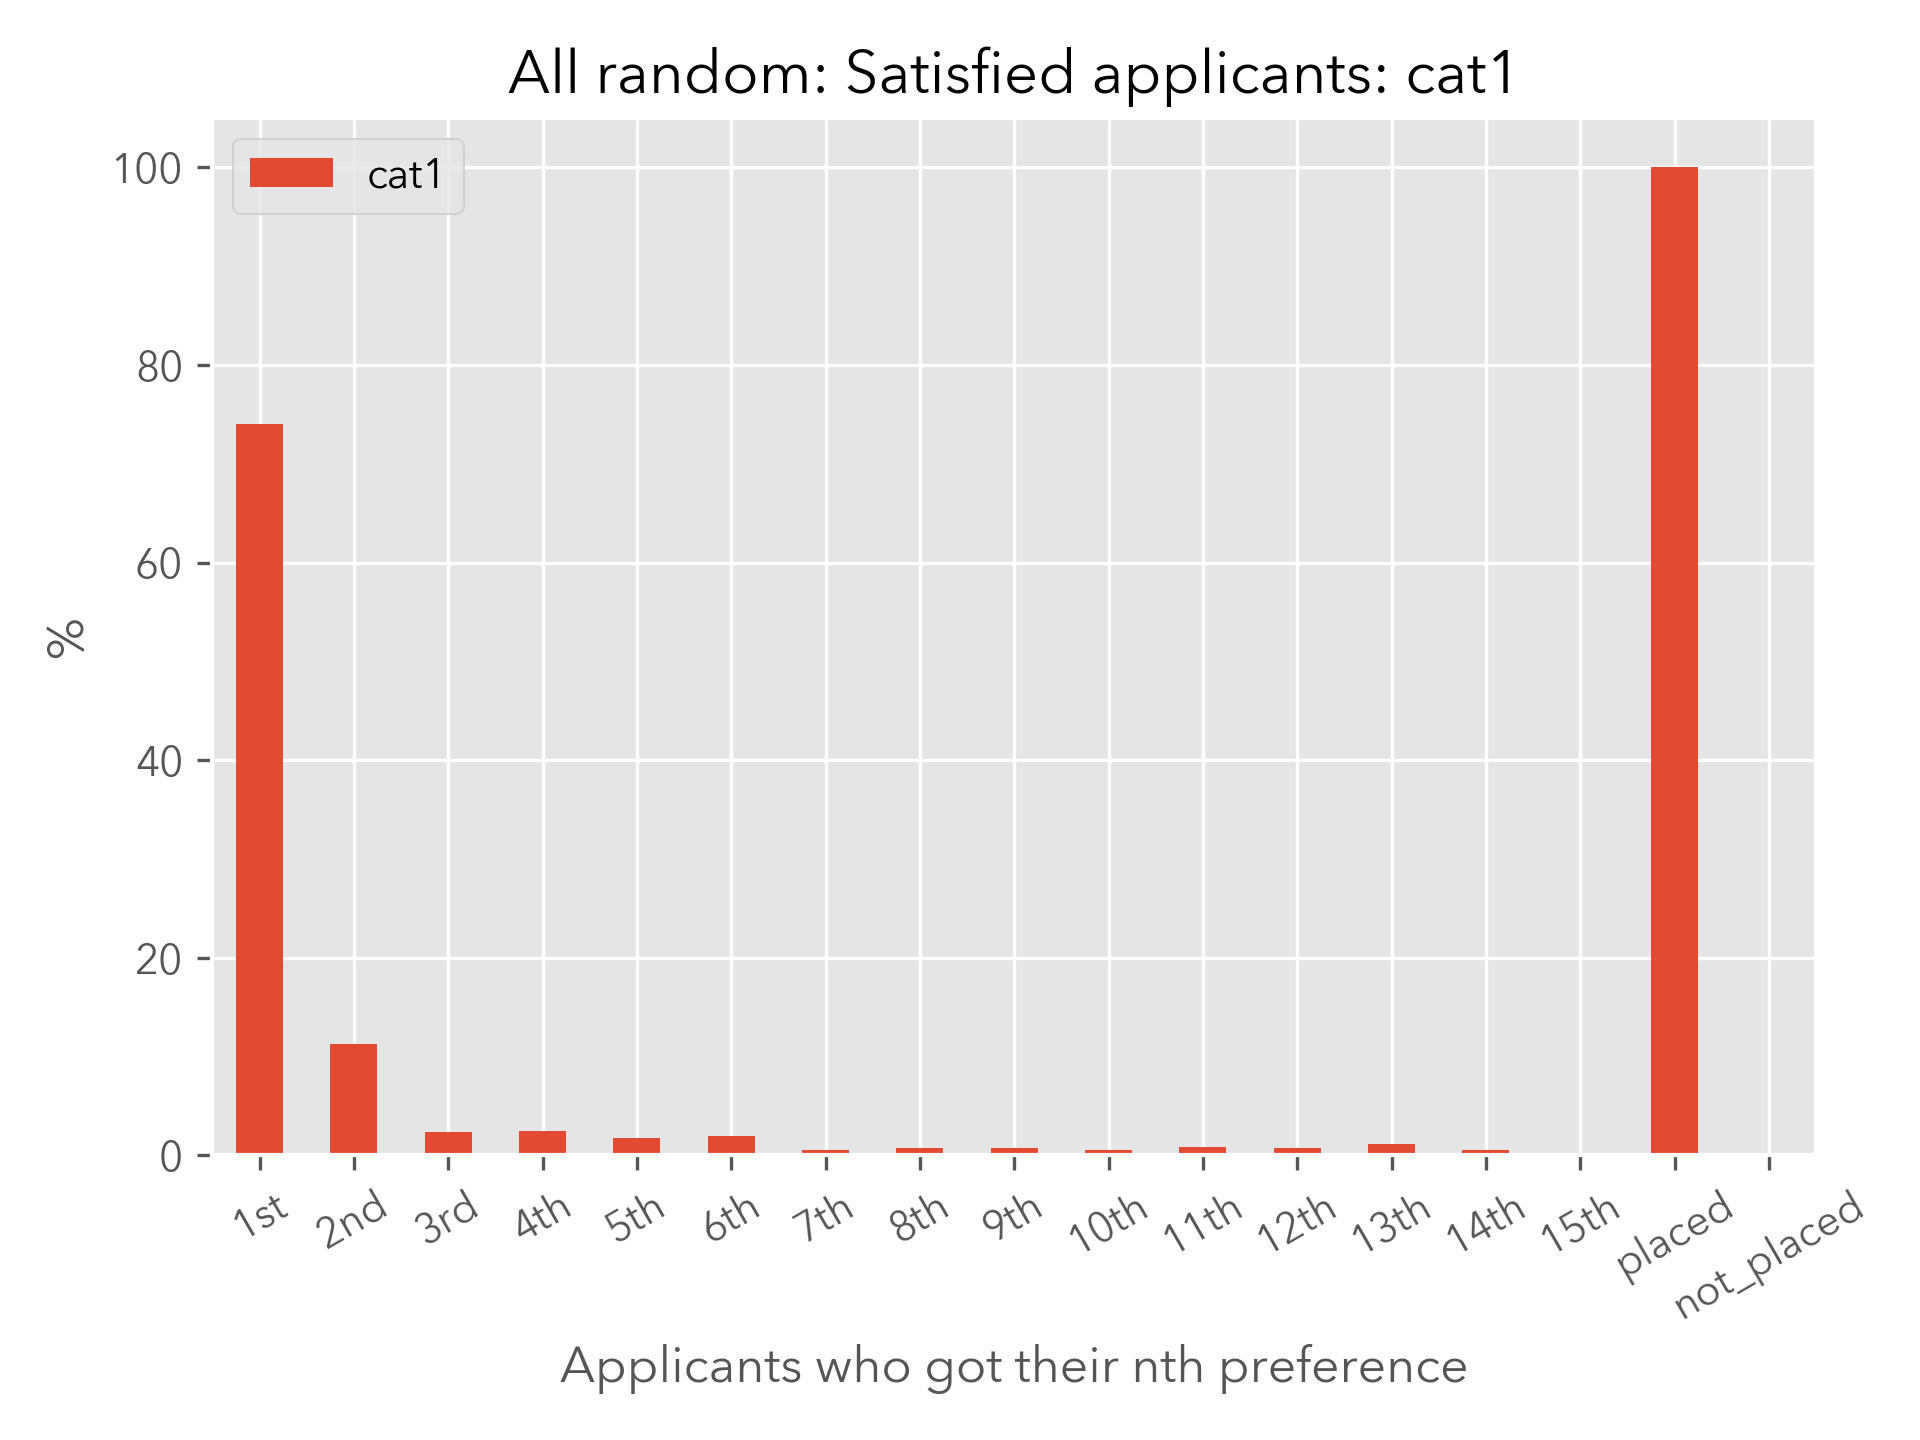 All random: Satisfied applicants: cat1
cat1
100
80
60
40
20
0
%
1st
2nd
3rd
4th
5th
6th
7th
8th
9th
10th
11th
12th
13th
14th
15th
placed
not_placed
Applicants who got their nth preference